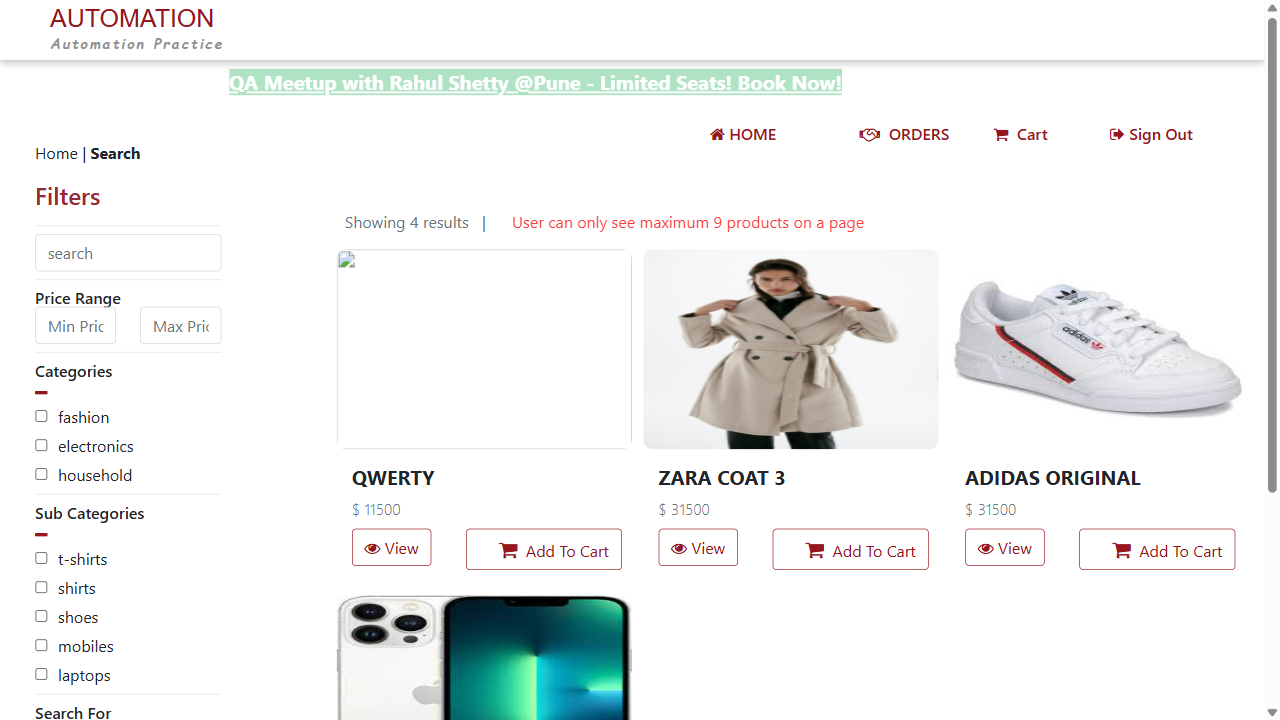 AUTOMATION
Automation Practice
QA Meetup with Rahul Shetty @Pune - Limited Seats! Book Now!
HOME ORDERS Cart Sign Out
Home | Search
Filters
Showing 4 results | User can only see maximum 9 products on a page
search
Price Range
Min Pric Max Pric
Categories
fashion
electronics
household
Sub Categories
t-shirts
shirts
shoes
mobiles
laptops
Search For
adidas
QWERTY
$ 11500
View Add To Cart
ZARA COAT 3
$ 31500
View Add To Cart
ADIDAS ORIGINAL
$ 31500
View Add To Cart